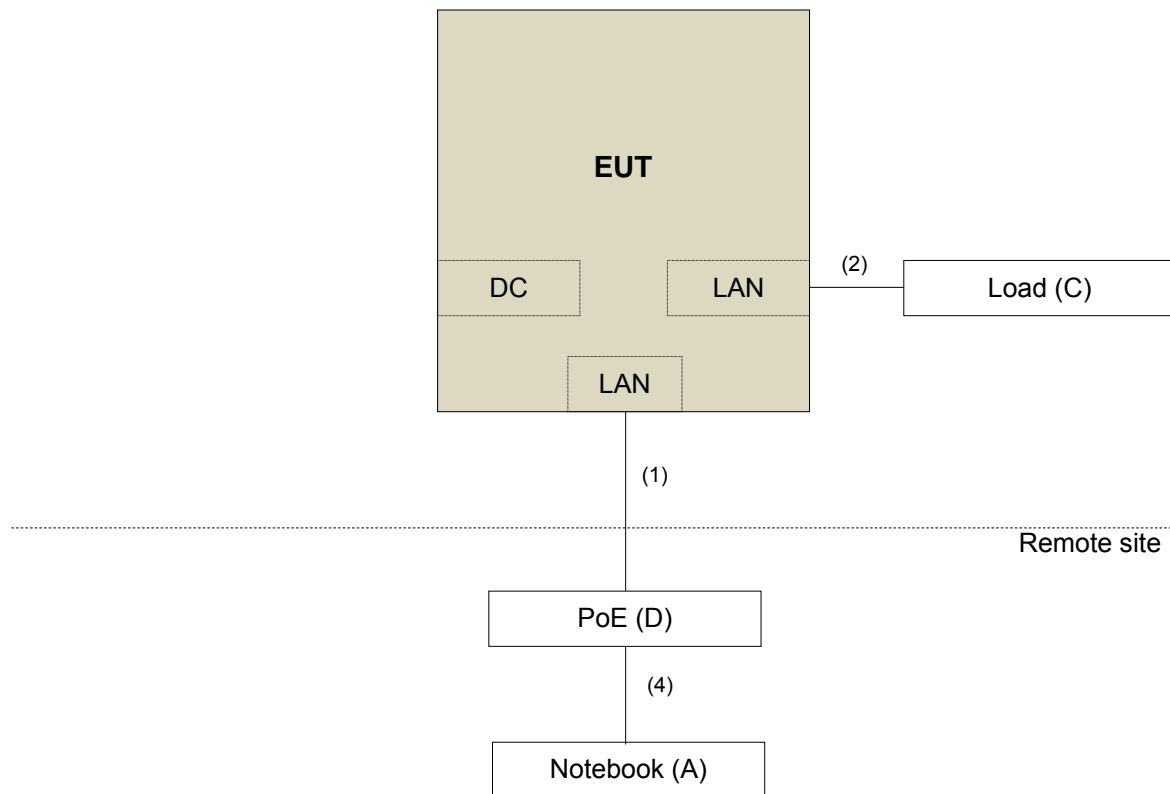 EUT
DC
LAN
(2)
Load (C)
LAN
(1)
Remote site
PoE (D)
(4)
Notebook (A)